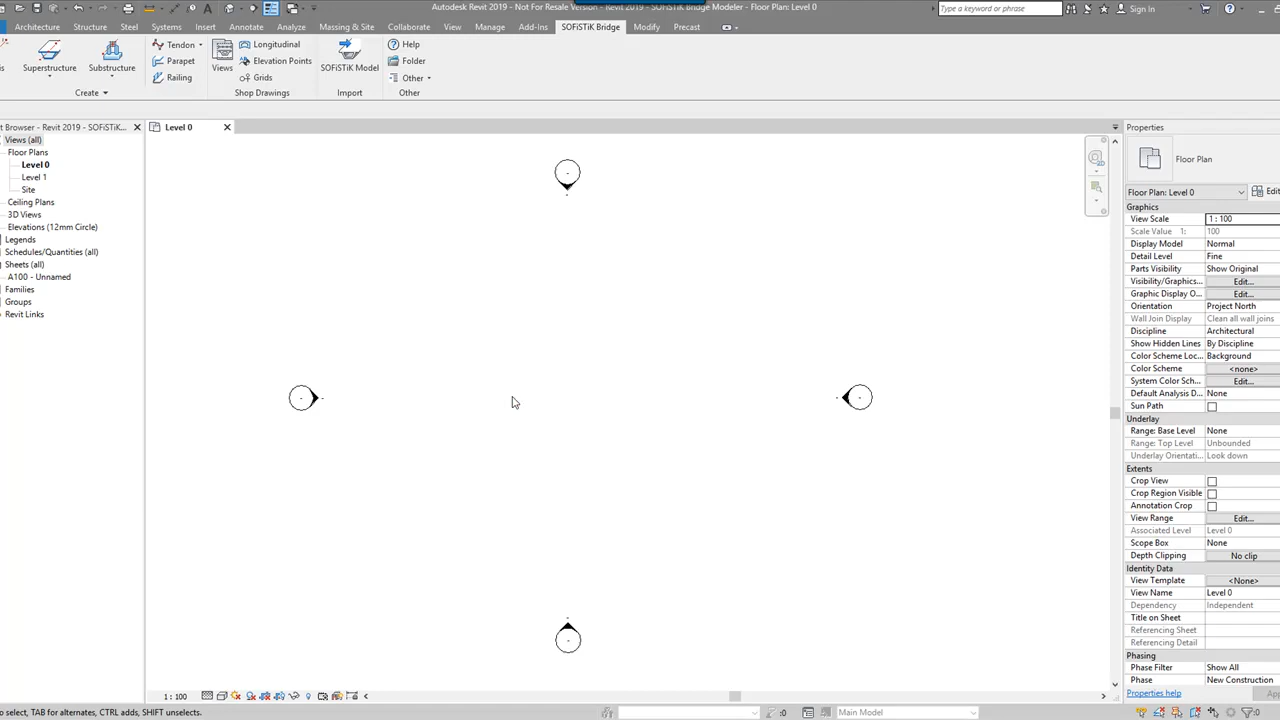 Autodesk Revit 2019 - Not For Resale Version - Revit 2019 - SOFiSTiK Bridge Modeler - Floor Plan: Level 0
Type a keyword or phrase
Sign In
Architecture Structure Steel Systems Insert Annotate Analyze Massing & Site Collaborate View Manage Add-Ins SOFiSTiK Bridge Modify Precast
Superstructure
Substructure
Tendon
Parapet
Railing
Create
Views
Longitudinal
Elevation Points
Grids
Shop Drawings
SOFiSTiK Model
Import
Help
Folder
Other
Other
t Browser - Revit 2019 - SOFiSTiK...
Level 0
Views (all)
Floor Plans
Level 0
Level 1
Site
Ceiling Plans
3D Views
Elevations (12mm Circle)
Legends
Schedules/Quantities (all)
Sheets (all)
A100 - Unnamed
Families
Groups
Revit Links
Properties
Floor Plan
Floor Plan: Level 0
Edit
Graphics
View Scale 1 : 100
Scale Value 1: 100
Display Model Normal
Detail Level Fine
Parts Visibility Show Original
Visibility/Graphics... Edit...
Graphic Display O... Edit...
Orientation Project North
Wall Join Display Clean all wall joins
Discipline Architectural
Show Hidden Lines By Discipline
Color Scheme Loc... Background
Color Scheme <none>
System Color Sch... Edit...
Default Analysis D... None
Sun Path
Underlay
Range: Base Level None
Range: Top Level Unbounded
Underlay Orientati... Look down
Extents
Crop View
Crop Region Visible
Annotation Crop
View Range Edit...
Associated Level Level 0
Scope Box None
Depth Clipping No clip
Identity Data
View Template <None>
View Name Level 0
Dependency Independent
Title on Sheet
Referencing Sheet
Referencing Detail
Phasing
Phase Filter Show All
Phase New Construction
Properties help
Ap
1 : 100
o select, TAB for alternates, CTRL adds, SHIFT unselects.
:0
Main Model
:0